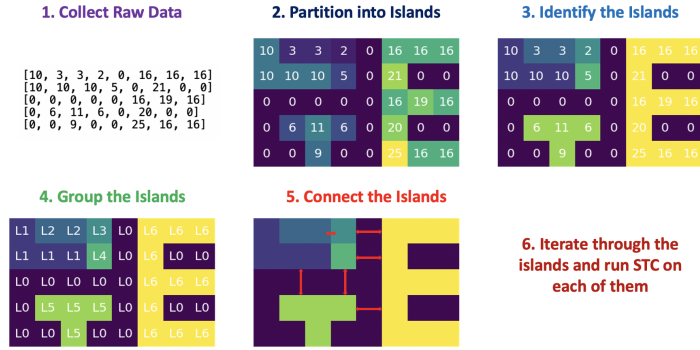 1. Collect Raw Data
[10, 3, 3, 2, 0, 16, 16, 16]
[10, 10, 10, 5, 0, 21, 0, 0]
[0, 0, 0, 0, 0, 16, 19, 16]
[0, 6, 11, 6, 0, 20, 0, 0]
[0, 0, 9, 0, 0, 25, 16, 16]
2. Partition into Islands
10 3 3 2 0 16 16 16
10 10 10 5 0 21 0 0
0 0 0 0 0 16 19 16
0 6 11 6 0 20 0 0
0 0 9 0 0 25 16 16
3. Identify the Islands
10 3 3 2 0 16 16 16
10 10 10 5 0 21 0 0
0 0 0 0 0 16 19 16
0 6 11 6 0 20 0 0
0 0 9 0 0 25 16 16
4. Group the Islands
L1 L2 L2 L3 L0 L6 L6 L6
L1 L1 L1 L4 L0 L6 L0 L0
L0 L0 L0 L0 L0 L6 L6 L6
L0 L5 L5 L5 L0 L6 L0 L0
L0 L0 L5 L0 L0 L6 L6 L6
5. Connect the Islands
6. Iterate through the
islands and run STC on
each of them